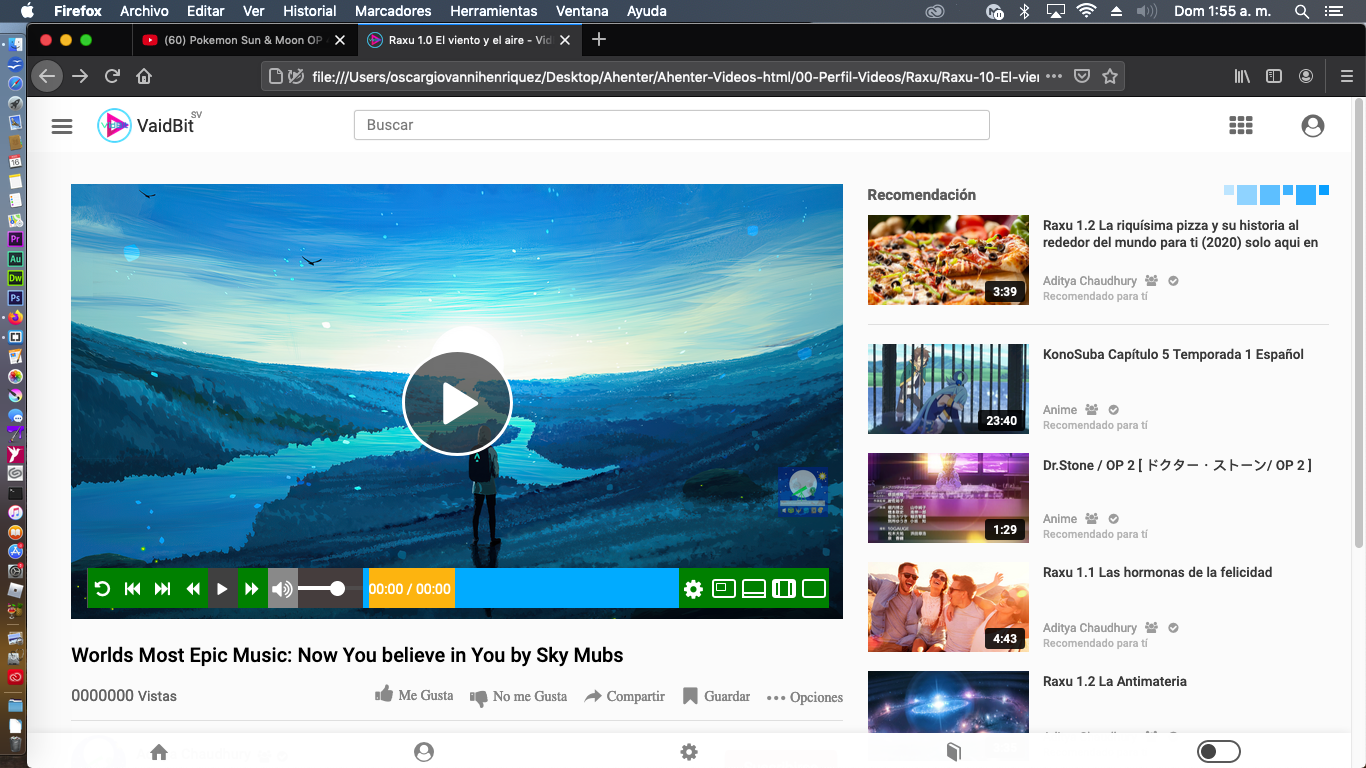 Firefox Archivo Editar Ver Historial Marcadores Herramientas Ventana Ayuda Dom 1:55 a. m.
(60) Pokemon Sun & Moon OP
Raxu 1.0 El viento y el aire - Vid
file:///Users/oscargiovannihenriquez/Desktop/Ahenter/Ahenter-Videos-html/00-Perfil-Videos/Raxu/Raxu-10-El-vier
VaidBit SV
Buscar
Recomendación
Raxu 1.2 La riquísima pizza y su historia al
rededor del mundo para ti (2020) solo aqui en
Aditya Chaudhury
Recomendado para tí
3:39
KonoSuba Capítulo 5 Temporada 1 Español
Anime
Recomendado para tí
23:40
Dr.Stone / OP 2 [ ドクター・ストーン/ OP 2 ]
Anime
Recomendado para tí
1:29
Raxu 1.1 Las hormonas de la felicidad
Aditya Chaudhury
Recomendado para tí
4:43
Raxu 1.2 La Antimateria
00:00 / 00:00
Worlds Most Epic Music: Now You believe in You by Sky Mubs
0000000 Vistas
Me Gusta No me Gusta Compartir Guardar Opciones
Pr
Au
Dw
Ps